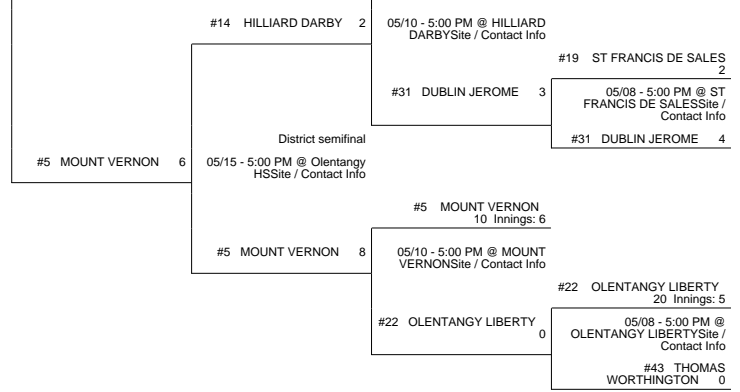 #14 HILLIARD DARBY 2
05/10 - 5:00 PM @ HILLIARD
DARBYSite / Contact Info
#19 ST FRANCIS DE SALES
2
#31 DUBLIN JEROME 3
05/08 - 5:00 PM @ ST
FRANCIS DE SALESSite /
Contact Info
#31 DUBLIN JEROME 4
District semifinal
#5 MOUNT VERNON 6
05/15 - 5:00 PM @ Olentangy
HSSite / Contact Info
#5 MOUNT VERNON
10 Innings: 6
#5 MOUNT VERNON 8
05/10 - 5:00 PM @ MOUNT
VERNONSite / Contact Info
#22 OLENTANGY LIBERTY
20 Innings: 5
#22 OLENTANGY LIBERTY
0
05/08 - 5:00 PM @
OLENTANGY LIBERTYSite /
Contact Info
#43 THOMAS
WORTHINGTON 0